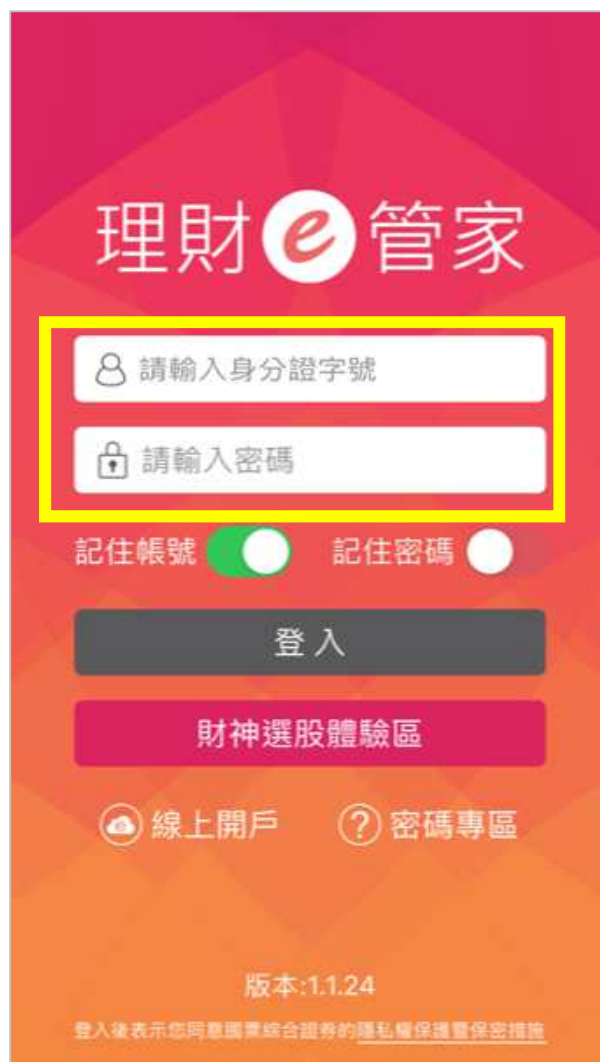 理財e管家
請輸入身分證字號
請輸入密碼
記住帳號 記住密碼
登入
財神選股體驗區
線上開戶 ? 密碼專區
版本:1.1.24
登入後表示您同意國票綜合證券的隱私權保護暨保密措施